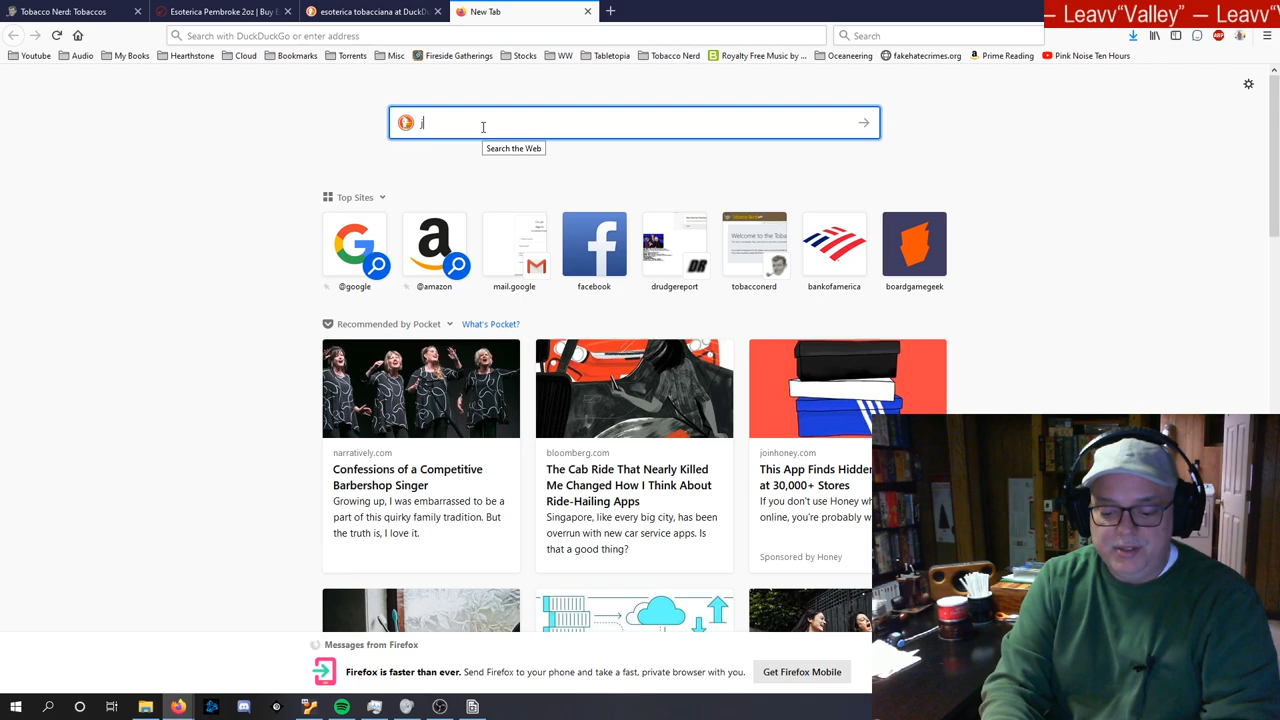 Tobacco Nerd: Tobaccos
Esoterica Pembroke 2oz | Buy E
esoterica tobacciana at DuckDu
New Tab
— Leavv“Valley” — Leavv“
Search with DuckDuckGo or enter address
Search
Youtube
Audio
My Books
Hearthstone
Cloud
Bookmarks
Torrents
Misc
Fireside Gatherings
Stocks
WW
Tabletopia
Tobacco Nerd
Royalty Free Music by ...
Oceaneering
fakehatecrimes.org
Prime Reading
Pink Noise Ten Hours
j
Search the Web
Top Sites
@google
@amazon
mail.google
facebook
drudgereport
tobacconerd
bankofamerica
boardgamegeek
Recommended by Pocket
What's Pocket?
narratively.com
Confessions of a Competitive
Barbershop Singer
Growing up, I was embarrassed to be a
part of this quirky family tradition. But
the truth is, I love it.
bloomberg.com
The Cab Ride That Nearly Killed
Me Changed How I Think About
Ride-Hailing Apps
Singapore, like every big city, has been
overrun with new car service apps. Is
that a good thing?
joinhoney.com
This App Finds Hidden
at 30,000+ Stores
If you don't use Honey wh
online, you're probably w
Sponsored by Honey
Messages from Firefox
Firefox is faster than ever. Send Firefox to your phone and take a fast, private browser with you.
Get Firefox Mobile